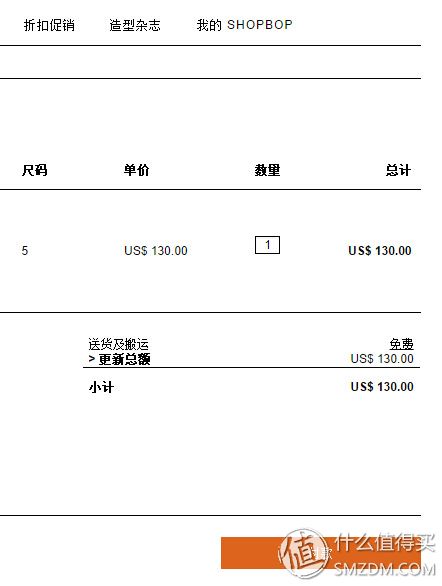 折扣促销 造型杂志 我的 SHOPBOP
尺码 单价 数量 总计
5 US$ 130.00 1 US$ 130.00
送货及搬运 免费
> 更新总额 US$ 130.00
小计 US$ 130.00
付款
值 什么值得买
SMZDM.COM